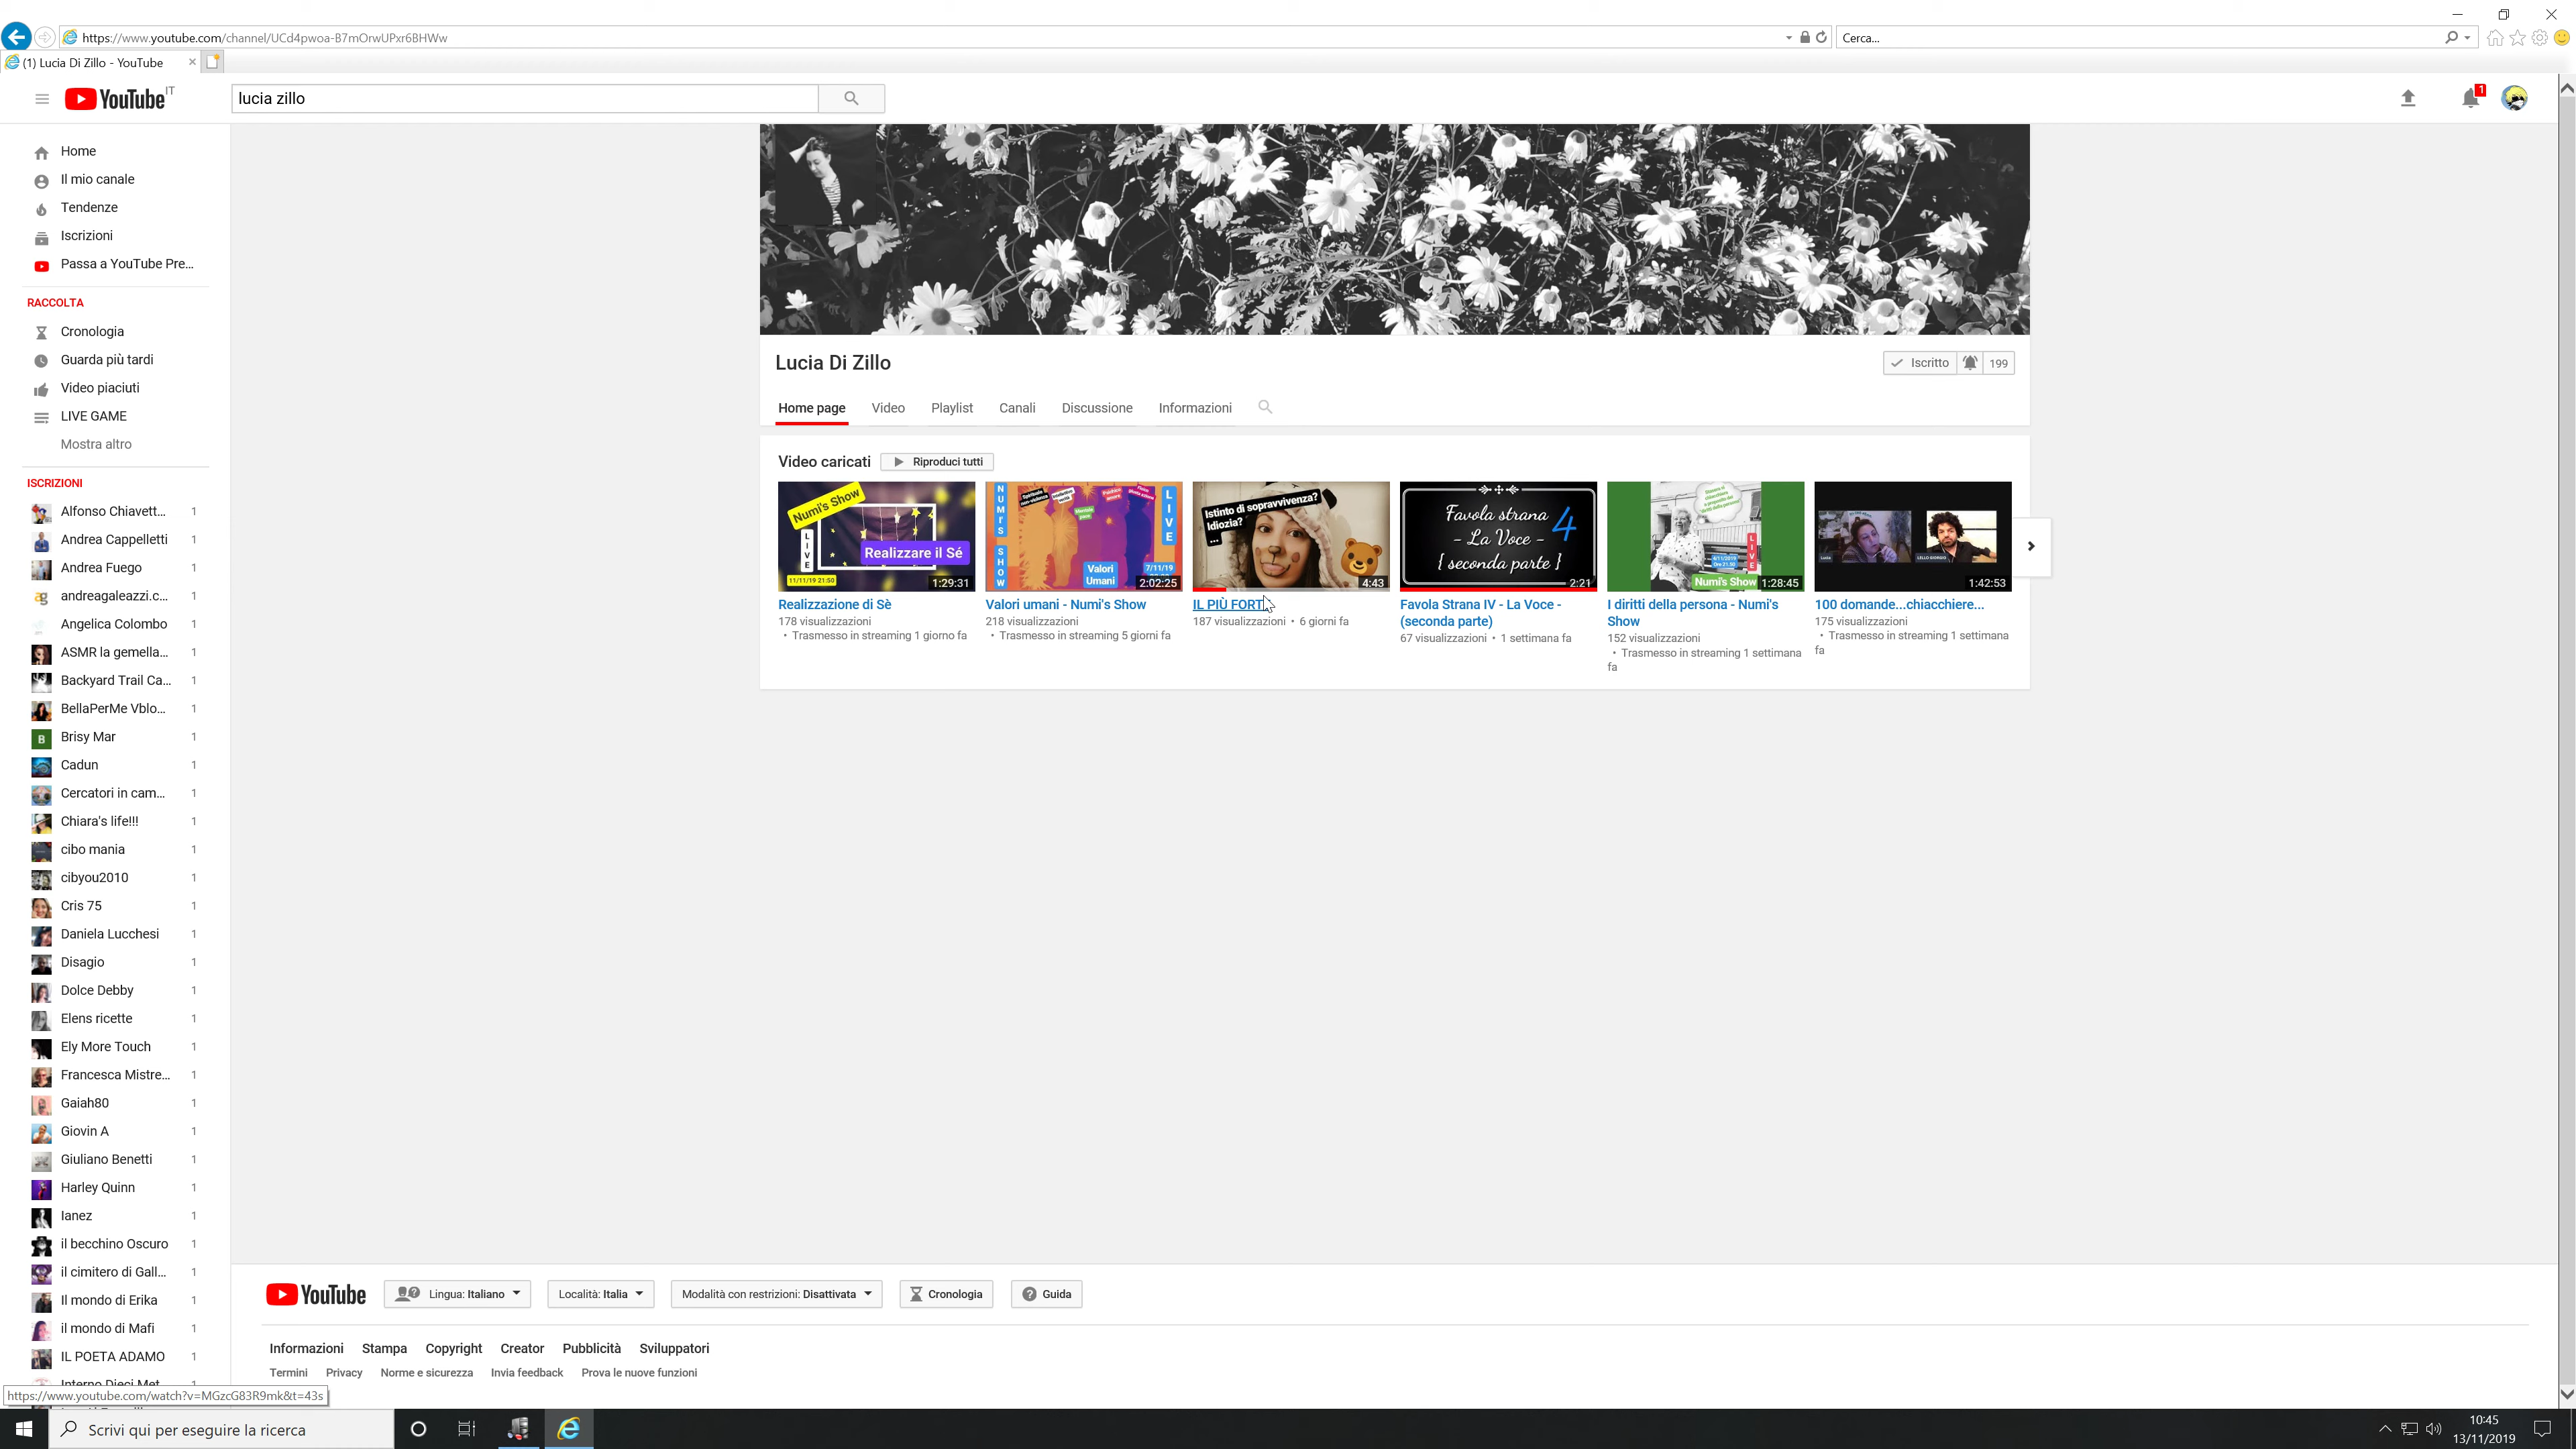 https://www.youtube.com/channel/UCd4pwoa-B7mOrwUPxr6BHWw
Cerca...
(1) Lucia Di Zillo - YouTube
YouTube IT
lucia zillo
1
Home
Il mio canale
Tendenze
Iscrizioni
Passa a YouTube Pre...
RACCOLTA
Cronologia
Guarda più tardi
Video piaciuti
LIVE GAME
Mostra altro
ISCRIZIONI
Alfonso Chiavett... 1
Andrea Cappelletti 1
Andrea Fuego 1
andreagaleazzi.c... 1
Angelica Colombo 1
ASMR la gemella... 1
Backyard Trail Ca... 1
BellaPerMe Vblo... 1
Brisy Mar 1
Cadun 1
Cercatori in cam... 1
Chiara's life!!! 1
cibo mania 1
cibyou2010 1
Cris 75 1
Daniela Lucchesi 1
Disagio 1
Dolce Debby 1
Elens ricette 1
Ely More Touch 1
Francesca Mistre... 1
Gaiah80 1
Giovin A 1
Giuliano Benetti 1
Harley Quinn 1
Ianez 1
il becchino Oscuro 1
il cimitero di Gall... 1
Il mondo di Erika 1
il mondo di Mafi 1
IL POETA ADAMO 1
Interno Dieci Met...
https://www.youtube.com/watch?v=MGzcG83R9mk&t=43s
Lucia Di Zillo
Iscritto 199
Home page Video Playlist Canali Discussione Informazioni
Video caricati Riproduci tutti
Numi's Show
LIVE
Realizzare il Sé
11/11/19 21:50
1:29:31
Realizzazione di Sè
178 visualizzazioni
• Trasmesso in streaming 1 giorno fa
NUMI'S SHOW
LIVE
Valori Umani
7/11/19
2:02:25
Valori umani - Numi's Show
218 visualizzazioni
• Trasmesso in streaming 5 giorni fa
Istinto di sopravvivenza?
Idiozia?
...
4:43
IL PIÙ FORT
187 visualizzazioni • 6 giorni fa
Favola strana 4
- La Voce -
{ seconda parte }
2:21
Favola Strana IV - La Voce -
(seconda parte)
67 visualizzazioni • 1 settimana fa
LIVE
Numi's Show
1:28:45
I diritti della persona - Numi's
Show
152 visualizzazioni
• Trasmesso in streaming 1 settimana
fa
1:42:53
100 domande...chiacchiere...
175 visualizzazioni
• Trasmesso in streaming 1 settimana
fa
YouTube Lingua: Italiano Località: Italia Modalità con restrizioni: Disattivata Cronologia Guida
Informazioni Stampa Copyright Creator Pubblicità Sviluppatori
Termini Privacy Norme e sicurezza Invia feedback Prova le nuove funzioni
Scrivi qui per eseguire la ricerca
10:45
13/11/2019